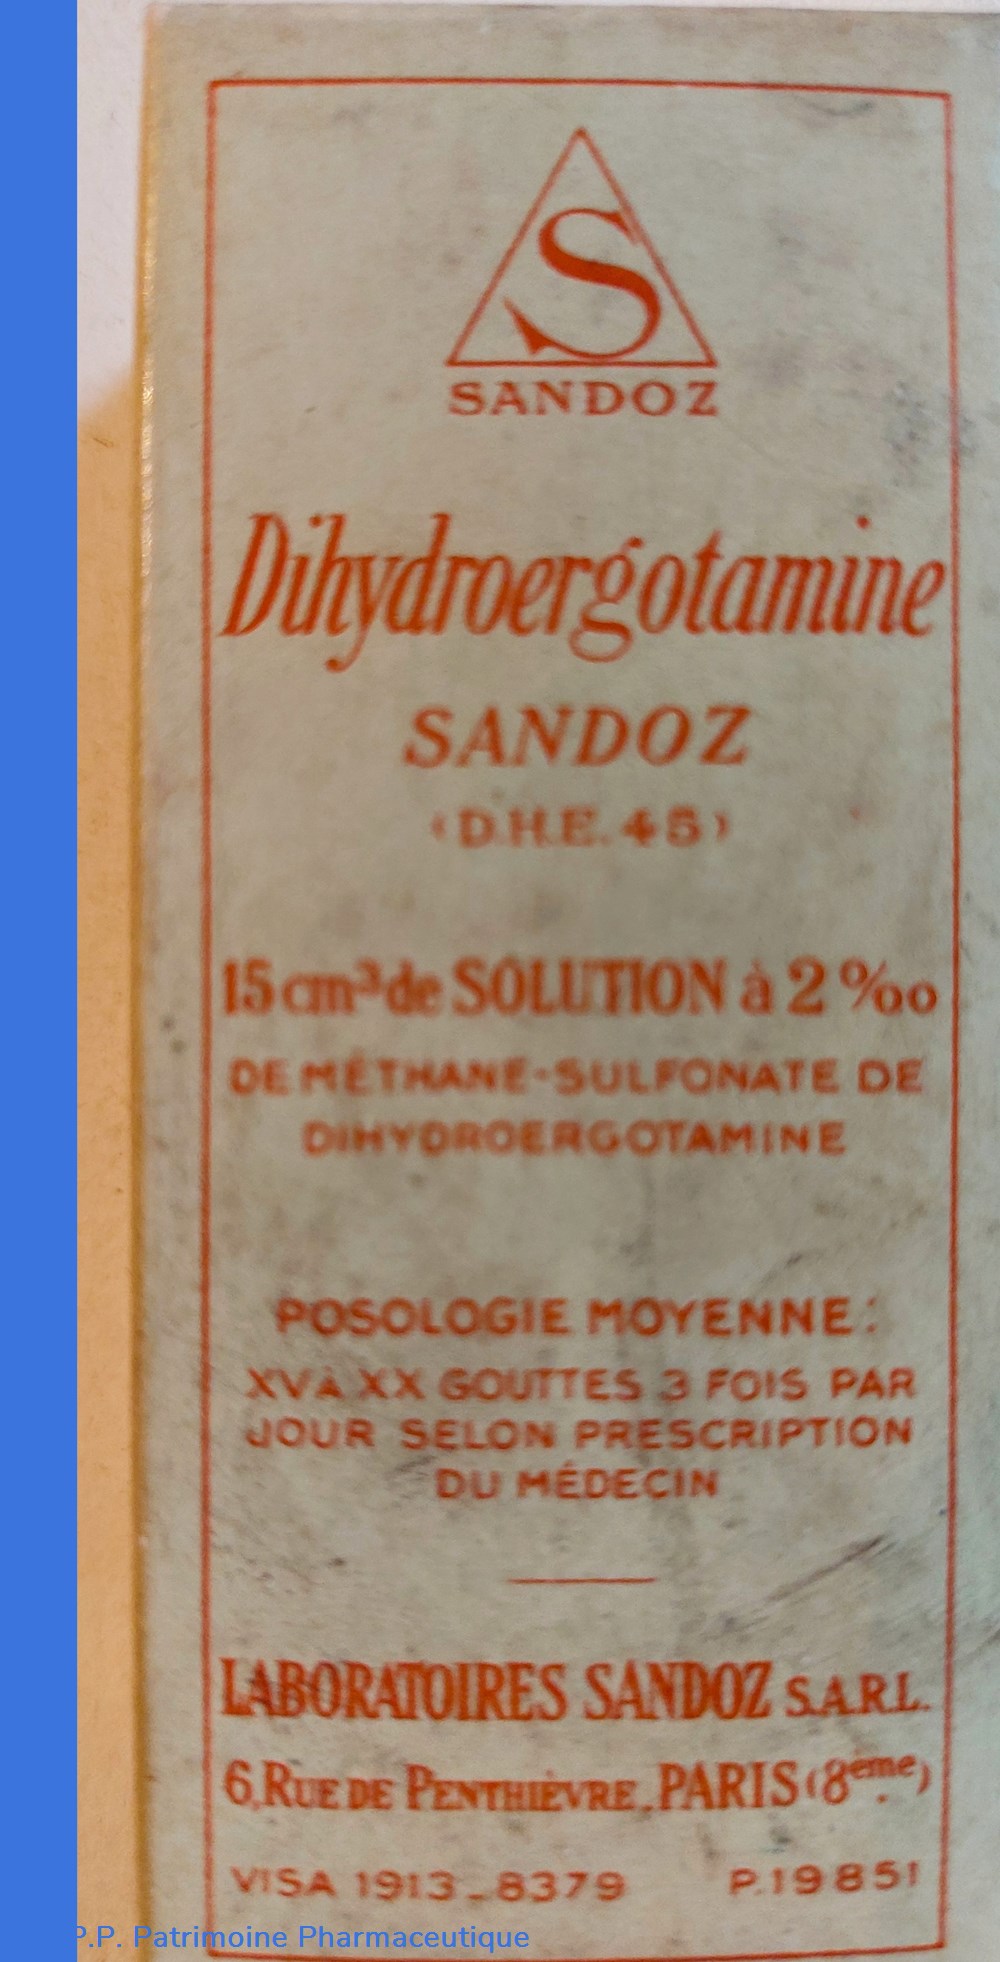 S
SANDOZ
Dihydroergotamine
SANDOZ
(D.H.E. 45)
15 cm³ de SOLUTION à 2 ‰
DE MÉTHANE-SULFONATE DE
DIHYDROERGOTAMINE
POSOLOGIE MOYENNE :
XV à XX GOUTTES 3 FOIS PAR
JOUR SELON PRESCRIPTION
DU MÉDECIN
LABORATOIRES SANDOZ S.A.R.L.
6, RUE DE PENTHIÈVRE, PARIS (8ème)
VISA 1913_8379 P.19851
P.P. Patrimoine Pharmaceutique